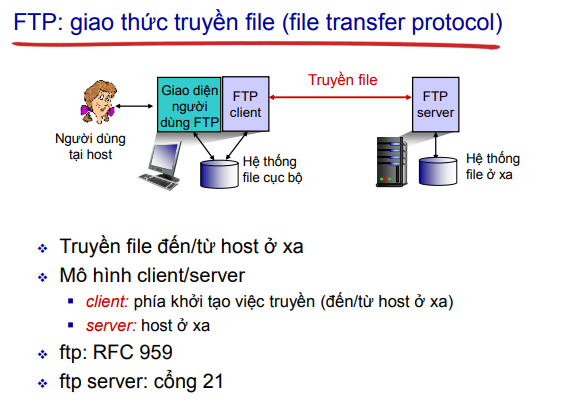 FTP: giao thức truyền file (file transfer protocol)
Truyền file
Giao diện
người
dùng FTP
FTP
client
FTP
server
Người dùng
tại host
Hệ thống
file cục bộ
Hệ thống
file ở xa
Truyền file đến/từ host ở xa
Mô hình client/server
client: phía khởi tạo việc truyền (đến/từ host ở xa)
server: host ở xa
ftp: RFC 959
ftp server: cổng 21